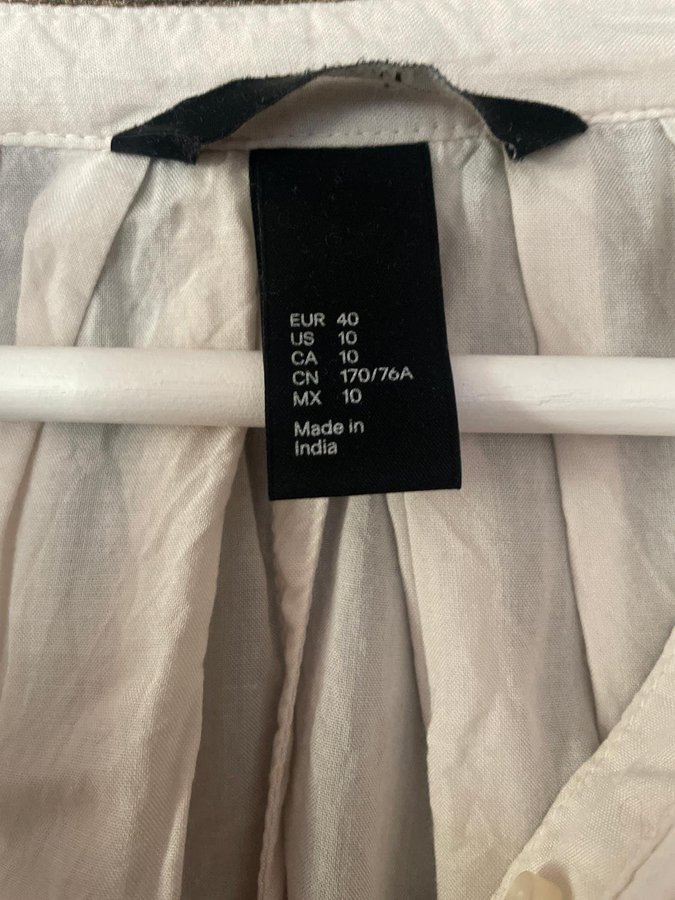 EUR 40
US 10
CA 10
CN 170/76A
MX 10
Made in
India